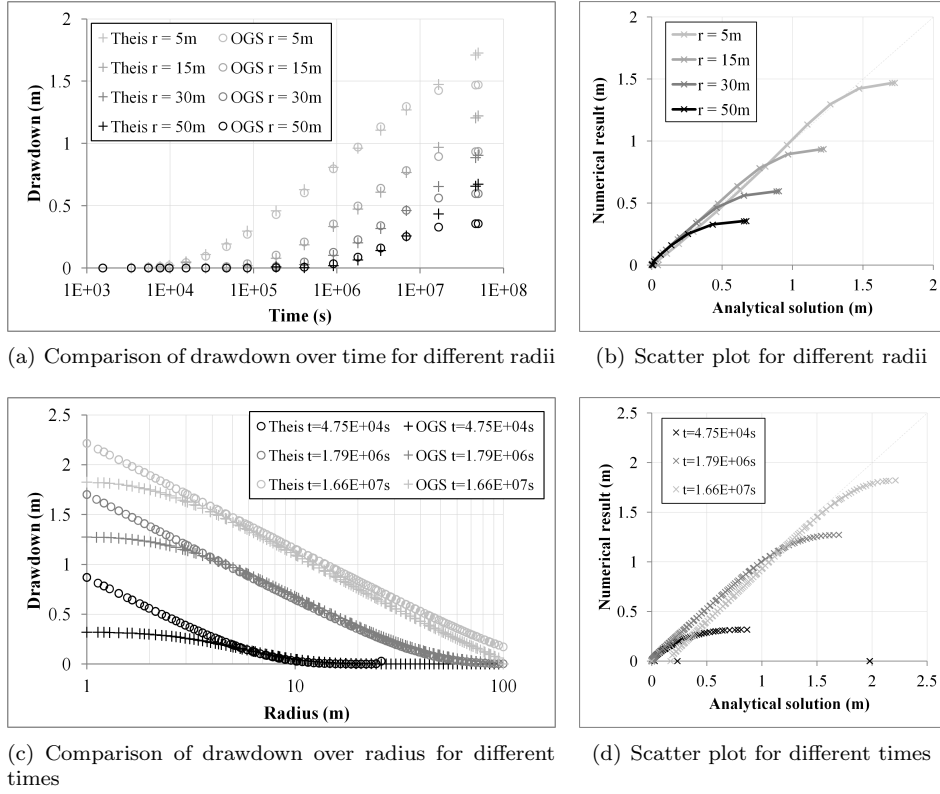 2
1.5
1
0.5
0
Drawdown (m)
Theis r = 5m OGS r = 5m
Theis r = 15m OGS r = 15m
Theis r = 30m OGS r = 30m
Theis r = 50m OGS r = 50m
1E+03 1E+04 1E+05 1E+06 1E+07 1E+08
Time (s)
(a) Comparison of drawdown over time for different radii
2
1.5
1
0.5
0
Numerical result (m)
r = 5m
r = 15m
r = 30m
r = 50m
0 0.5 1 1.5 2
Analytical solution (m)
(b) Scatter plot for different radii
2.5
2
1.5
1
0.5
0
Drawdown (m)
Theis t=4.75E+04s OGS t=4.75E+04s
Theis t=1.79E+06s OGS t=1.79E+06s
Theis t=1.66E+07s OGS t=1.66E+07s
1 10 100
Radius (m)
(c) Comparison of drawdown over radius for different
times
2.5
2
1.5
1
0.5
0
Numerical result (m)
t=4.75E+04s
t=1.79E+06s
t=1.66E+07s
0 0.5 1 1.5 2 2.5
Analytical solution (m)
(d) Scatter plot for different times